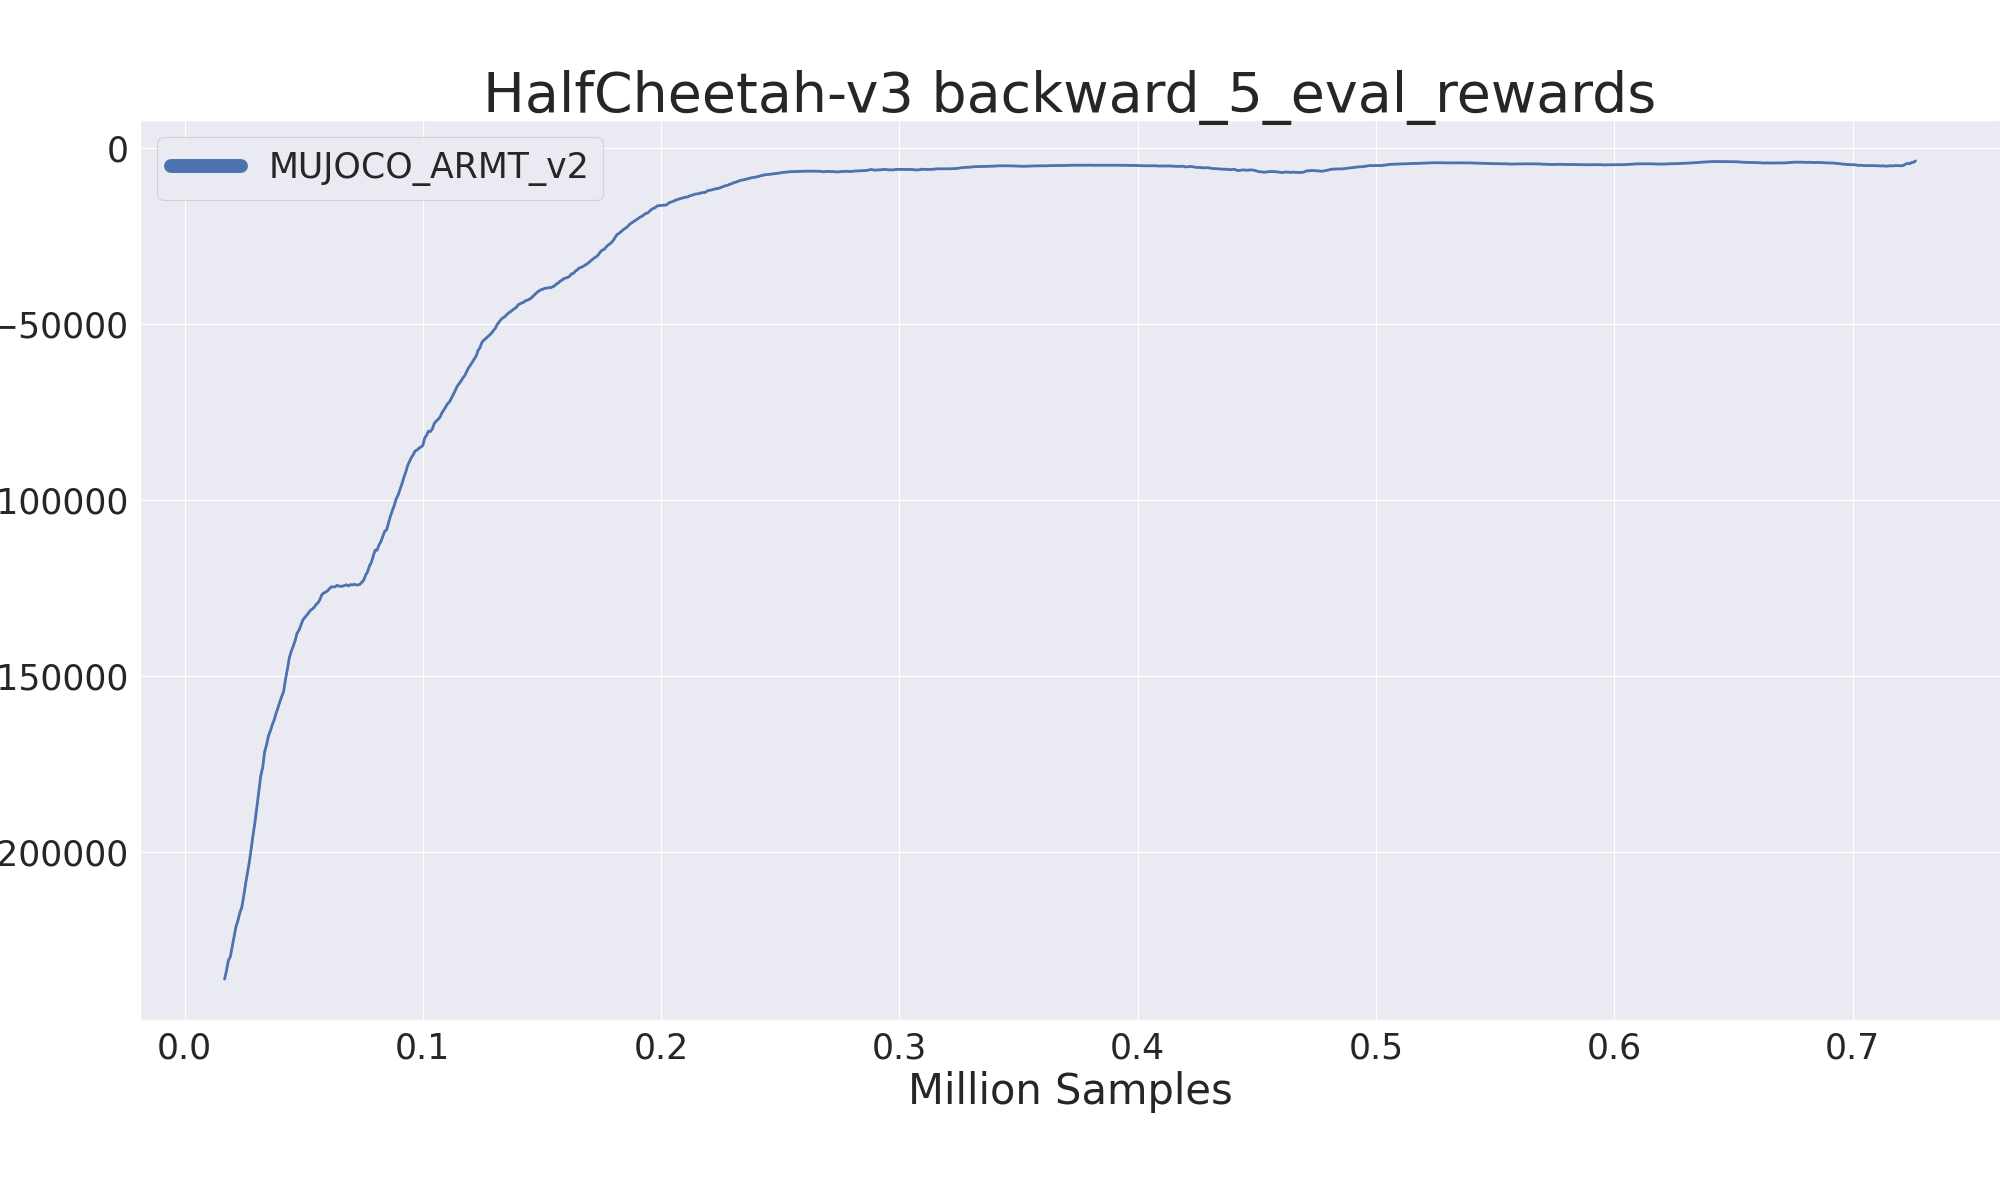 HalfCheetah-v3 backward_5_eval_rewards
MUJOCO_ARMT_v2
0
−50000
100000
150000
200000
0.0 0.1 0.2 0.3 0.4 0.5 0.6 0.7
Million Samples